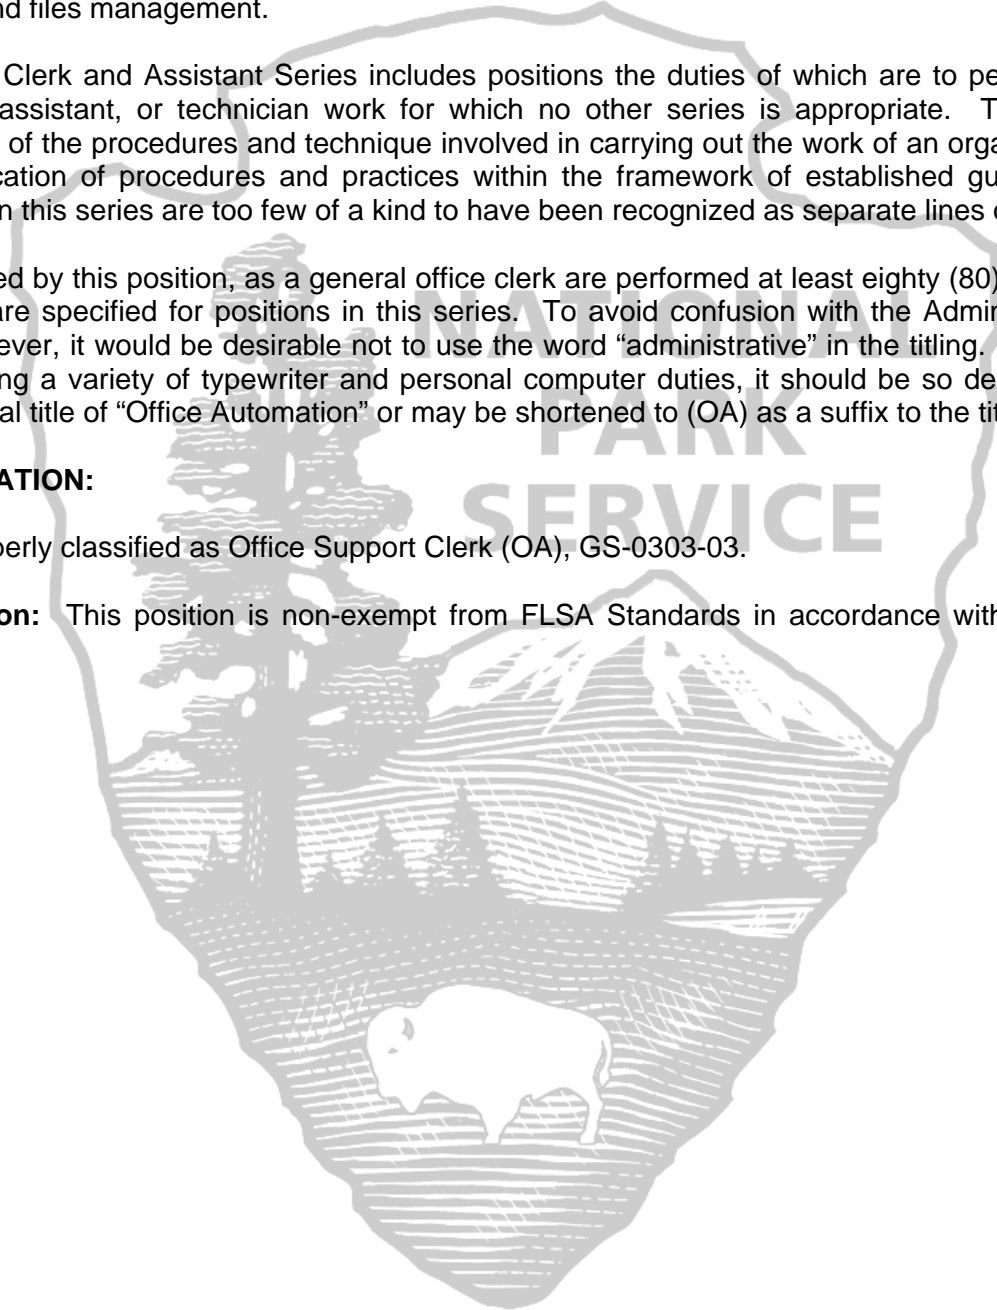 nd files management.
Clerk and Assistant Series includes positions the duties of which are to pe
assistant, or technician work for which no other series is appropriate. T
of the procedures and technique involved in carrying out the work of an orga
cation of procedures and practices within the framework of established gu
n this series are too few of a kind to have been recognized as separate lines o
ed by this position, as a general office clerk are performed at least eighty (80)
are specified for positions in this series. To avoid confusion with the Admin
ever, it would be desirable not to use the word “administrative” in the titling.
ng a variety of typewriter and personal computer duties, it should be so de
al title of “Office Automation” or may be shortened to (OA) as a suffix to the tit
NATIONAL
PARK
SERVICE
ATION:
perly classified as Office Support Clerk (OA), GS-0303-03.
on: This position is non-exempt from FLSA Standards in accordance with